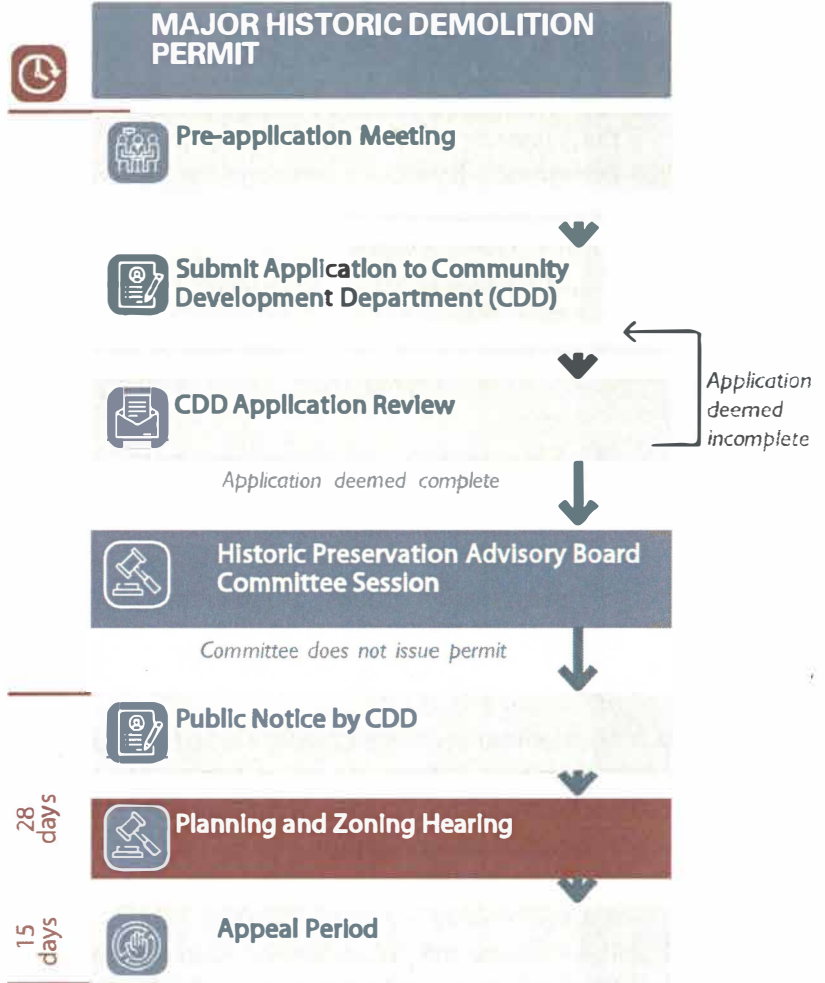 MAJOR HISTORIC DEMOLITION
PERMIT
Pre-application Meeting
Submit Application to Community
Development Department (CDD)
Application
deemed
incomplete
CDD Application Review
Application deemed complete
Historic Preservation Advisory Board
Committee Session
Committee does not issue permit
Public Notice by CDD
28
days
Planning and Zoning Hearing
15
days
Appeal Period